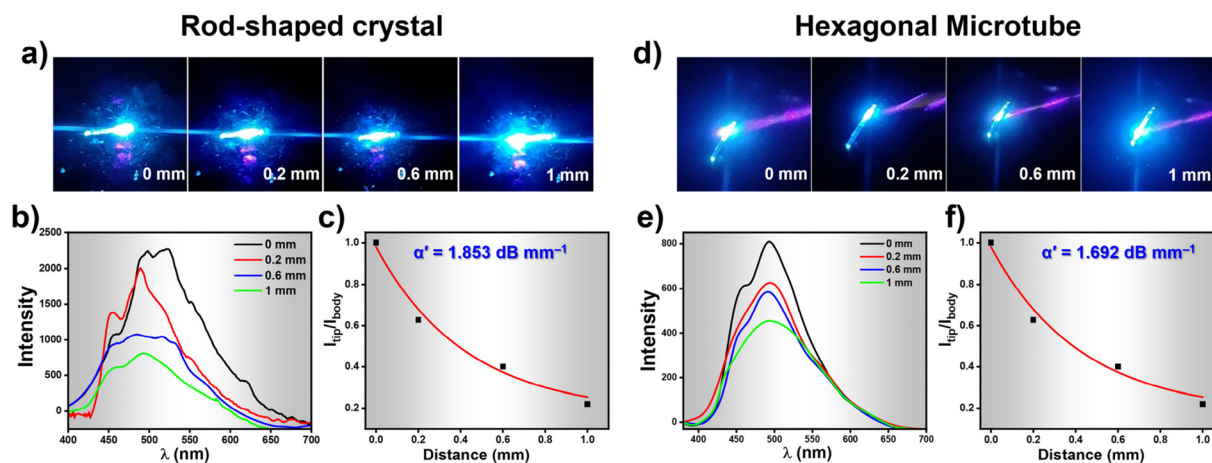 Rod-shaped crystal
Hexagonal Microtube
a)
0 mm
0.2 mm
0.6 mm
1 mm
d)
0 mm
0.2 mm
0.6 mm
1 mm
b)
2500
2000
1500
1000
500
0
Intensity
0 mm
0.2 mm
0.6 mm
1 mm
400 450 500 550 600 650 700
λ (nm)
c)
1.0
0.8
0.6
0.4
0.2
I_tip/I_body
α′ = 1.853 dB mm⁻¹
0.0 0.2 0.4 0.6 0.8 1.0
Distance (mm)
e)
800
600
400
200
0
Intensity
0 mm
0.2 mm
0.6 mm
1 mm
400 450 500 550 600 650 700
λ (nm)
f)
1.0
0.8
0.6
0.4
0.2
I_tip/I_body
α′ = 1.692 dB mm⁻¹
0.0 0.2 0.4 0.6 0.8 1.0
Distance (mm)